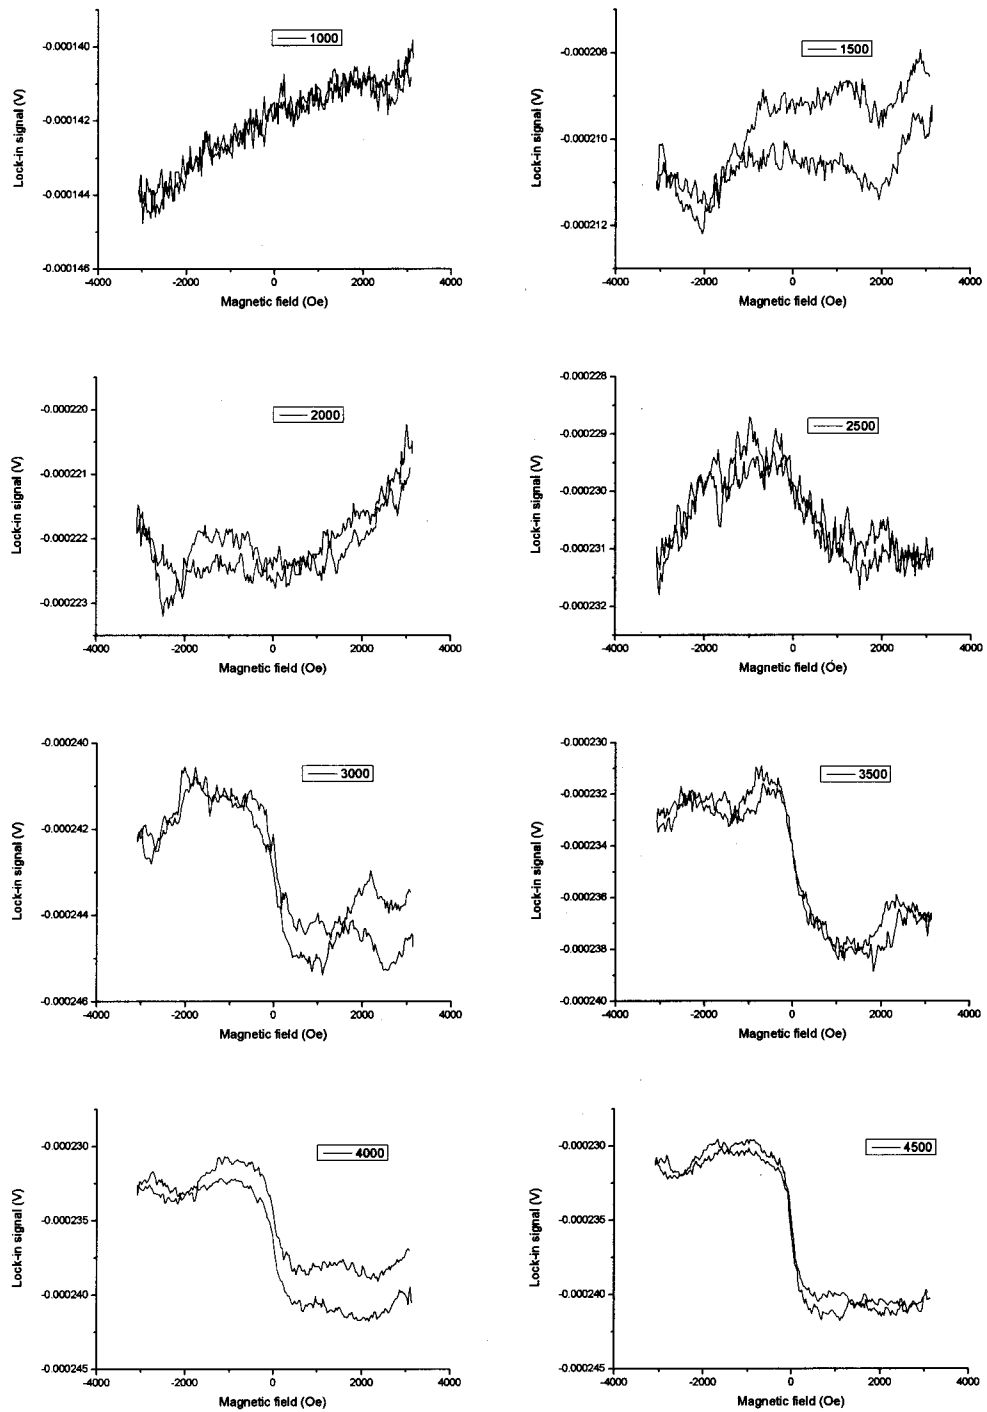 1000
Lock-in signal (V)
-0.000140
-0.000142
-0.000144
-0.000146
-4000 -2000 0 2000 4000
Magnetic field (Oe)
1500
Lock-in signal (V)
-0.000208
-0.000210
-0.000212
-4000 -2000 0 2000 4000
Magnetic field (Oe)
2000
Lock-in signal (V)
-0.000220
-0.000221
-0.000222
-0.000223
-4000 -2000 0 2000 4000
Magnetic field (Oe)
2500
Lock-in signal (V)
-0.000228
-0.000229
-0.000230
-0.000231
-0.000232
-4000 -2000 0 2000 4000
Magnetic field (Oe)
3000
Lock-in signal (V)
-0.000240
-0.000242
-0.000244
-0.000246
-4000 -2000 0 2000 4000
Magnetic field (Oe)
3500
Lock-in signal (V)
-0.000230
-0.000232
-0.000234
-0.000236
-0.000238
-0.000240
-4000 -2000 0 2000 4000
Magnetic field (Oe)
4000
Lock-in signal (V)
-0.000230
-0.000235
-0.000240
-0.000245
-4000 -2000 0 2000 4000
Magnetic field (Oe)
4500
Lock-in signal (V)
-0.000230
-0.000235
-0.000240
-0.000245
-4000 -2000 0 2000 4000
Magnetic field (Oe)